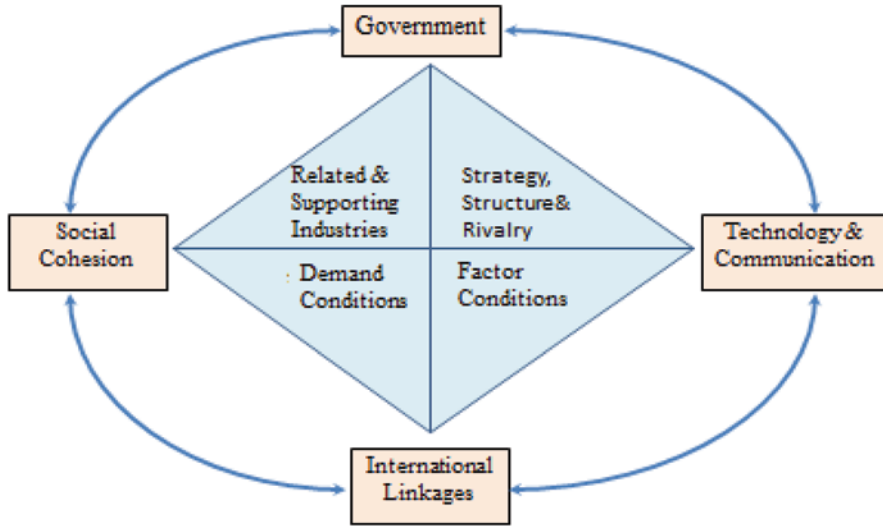 Government
Related &
Supporting
Industries
Strategy,
Structure&
Rivalry
Social
Cohesion
Technology &
Communication
: Demand
Conditions
Factor
Conditions
International
Linkages